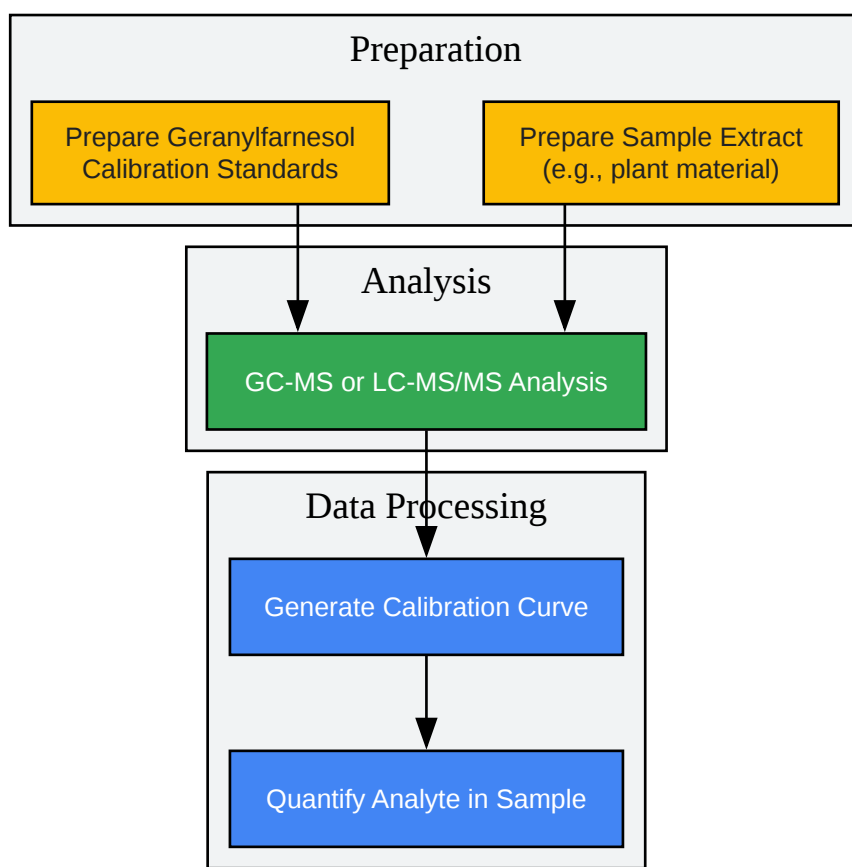 Preparation
Prepare Geranylfarnesol
Calibration Standards
Prepare Sample Extract
(e.g., plant material)
Analysis
GC-MS or LC-MS/MS Analysis
Data Processing
Generate Calibration Curve
Quantify Analyte in Sample